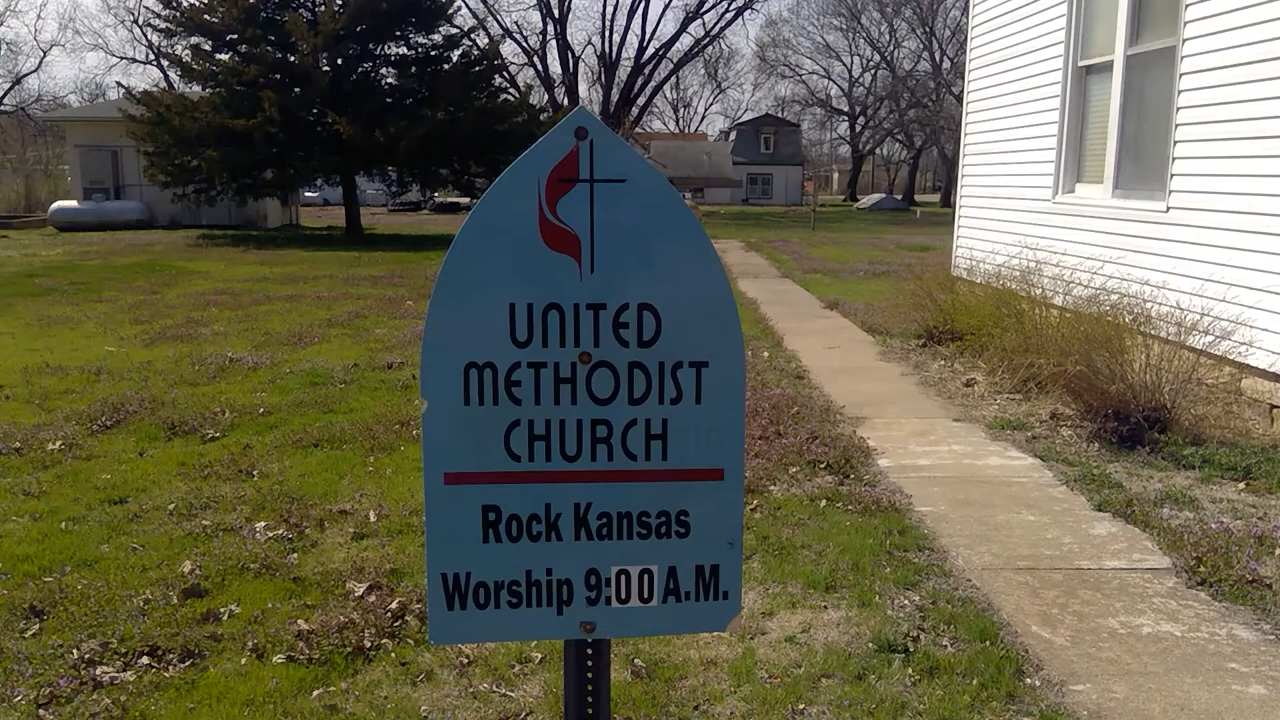 UNITED
METHODIST
CHURCH
Rock Kansas
Worship 9:00 A.M.